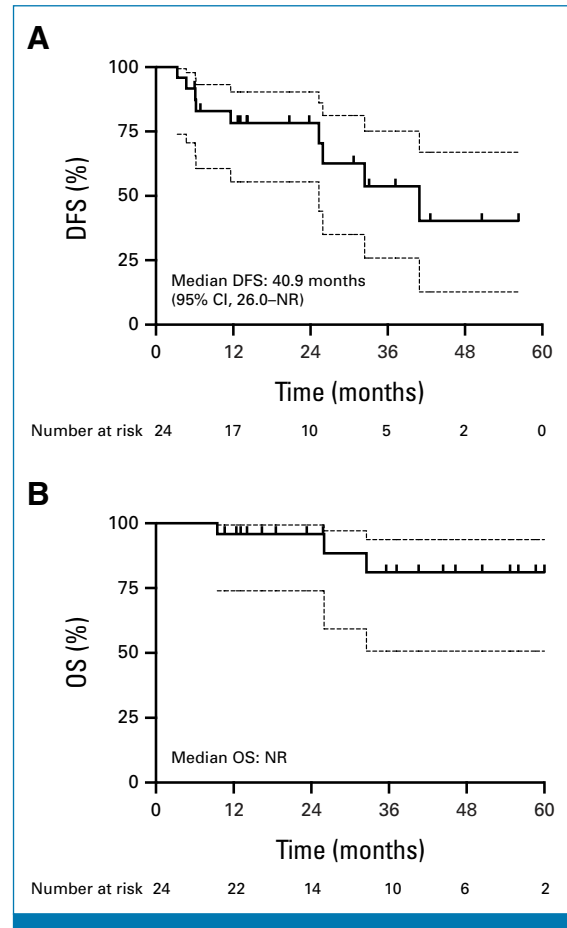 A
100
75
50
25
0
DFS (%)
Median DFS: 40.9 months
(95% CI, 26.0–NR)
0 12 24 36 48 60
Time (months)
Number at risk 24 17 10 5 2 0
B
100
75
50
25
0
OS (%)
Median OS: NR
0 12 24 36 48 60
Time (months)
Number at risk 24 22 14 10 6 2